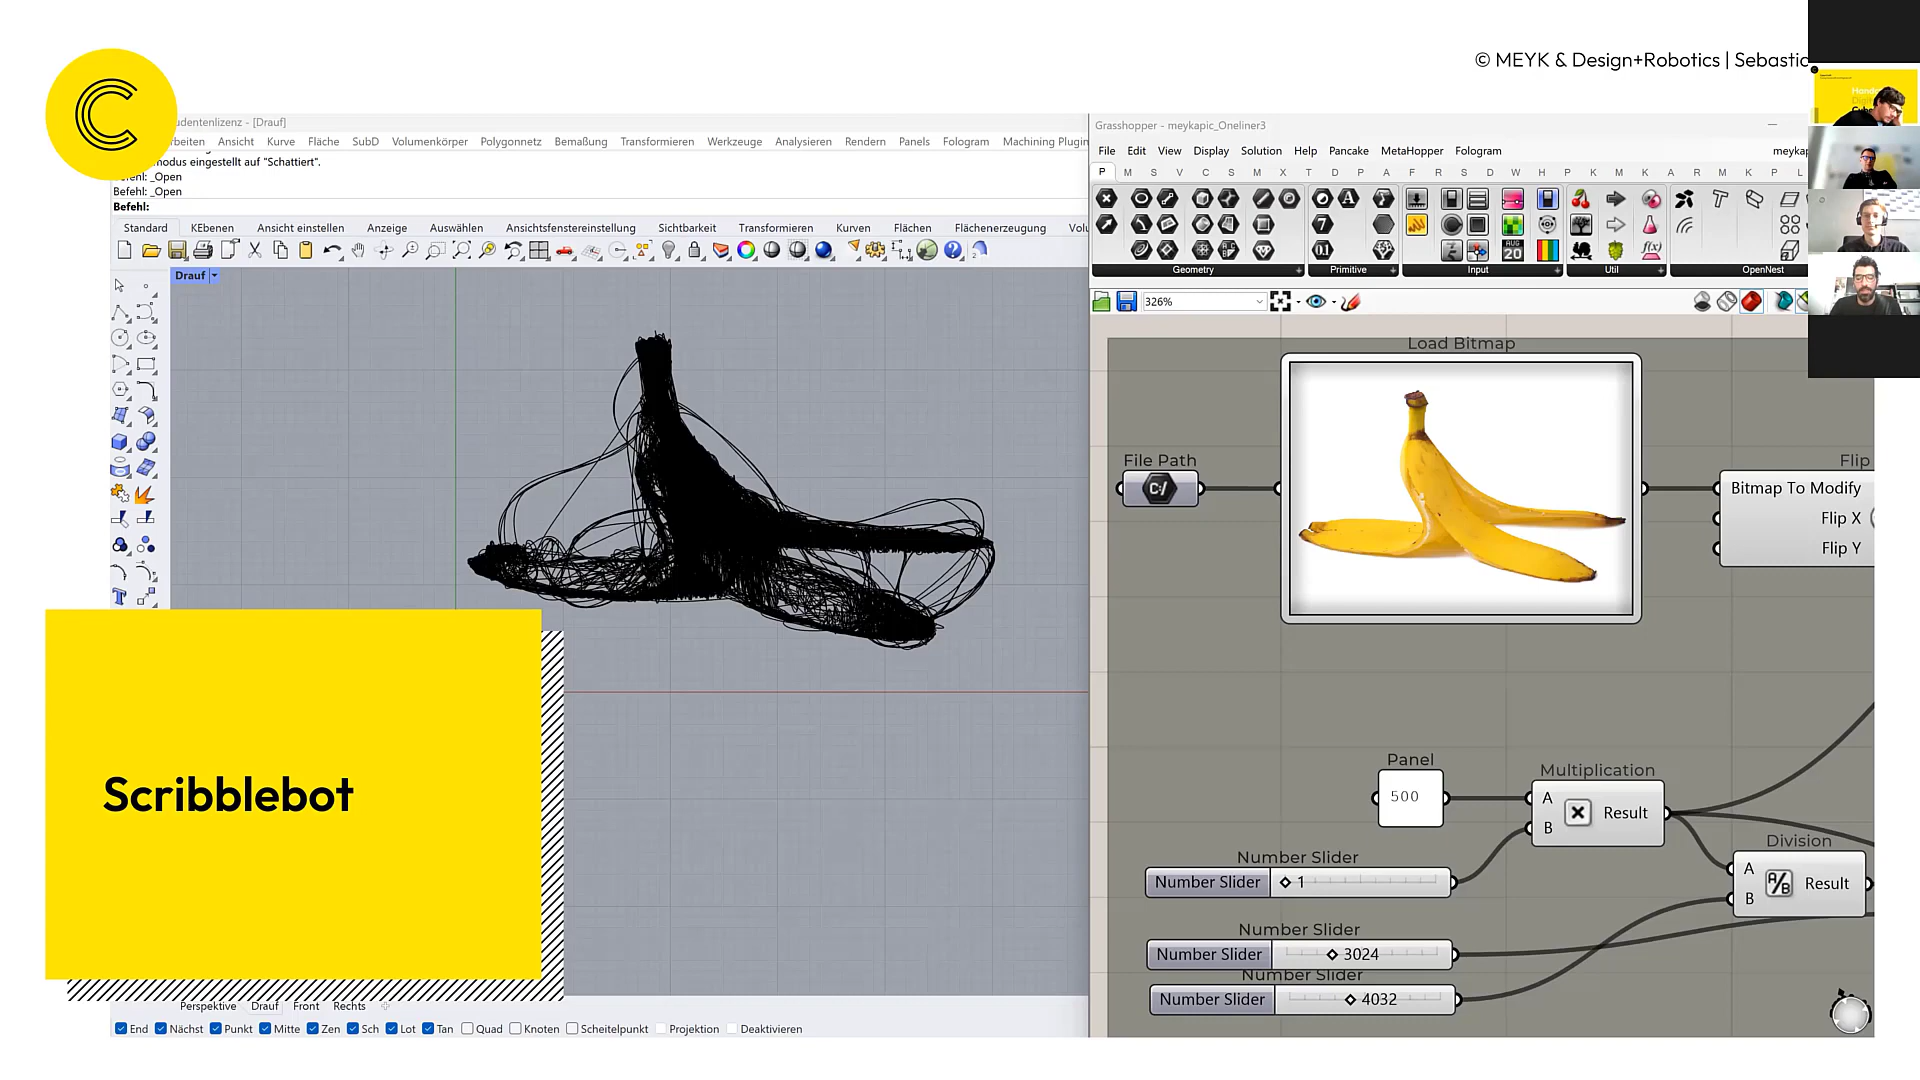 © MEYK & Design+Robotics | Sebastic
C
udentenlizenz - [Drauf]
beiten Ansicht Kurve Fläche SubD Volumenkörper Polygonnetz Bemaßung Transformieren Werkzeuge Analysieren Rendern Panels Fologram Machining Plugin
modus eingestellt auf "Schattiert".
ehl: _Open
Befehl: _Open
Befehl:
Standard KEbenen Ansicht einstellen Anzeige Auswählen Ansichtsfenstereinstellung Sichtbarkeit Transformieren Kurven Flächen Flächenerzeugung Volu
Drauf
Scribblebot
Perspektive Drauf Front Rechts
End Nächst Punkt Mitte Zen Sch Lot Tan Quad Knoten Scheitelpunkt Projektion Deaktivieren
Grasshopper - meykapic_Oneliner3
File Edit View Display Solution Help Pancake MetaHopper Fologram meykap
P M S V C S M X T D P A F R S D W H P K M K A R M K P L
Geometry Primitive Input Util OpenNest
326%
Load Bitmap
File Path
C:/
Flip
Bitmap To Modify
Flip X
Flip Y
Panel
500
Multiplication
A
B
Result
Division
A
B
A/B
Result
Number Slider
Number Slider 1
Number Slider
Number Slider 3024
Number Slider
Number Slider 4032